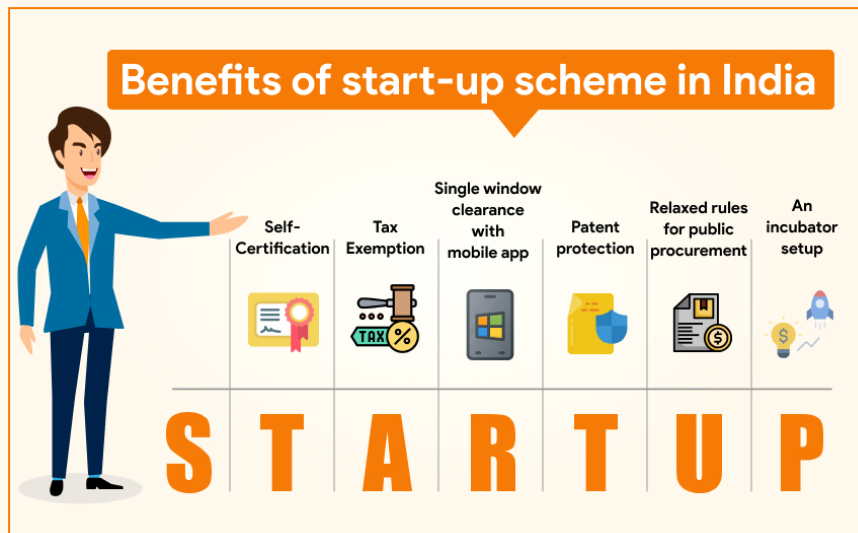 Benefits of start-up scheme in India
Self-
Certification
Tax
Exemption
Single window
clearance
with
mobile app
Patent
protection
Relaxed rules
for public
procurement
An
incubator
setup
TAX %
$
$
S T A R T U P